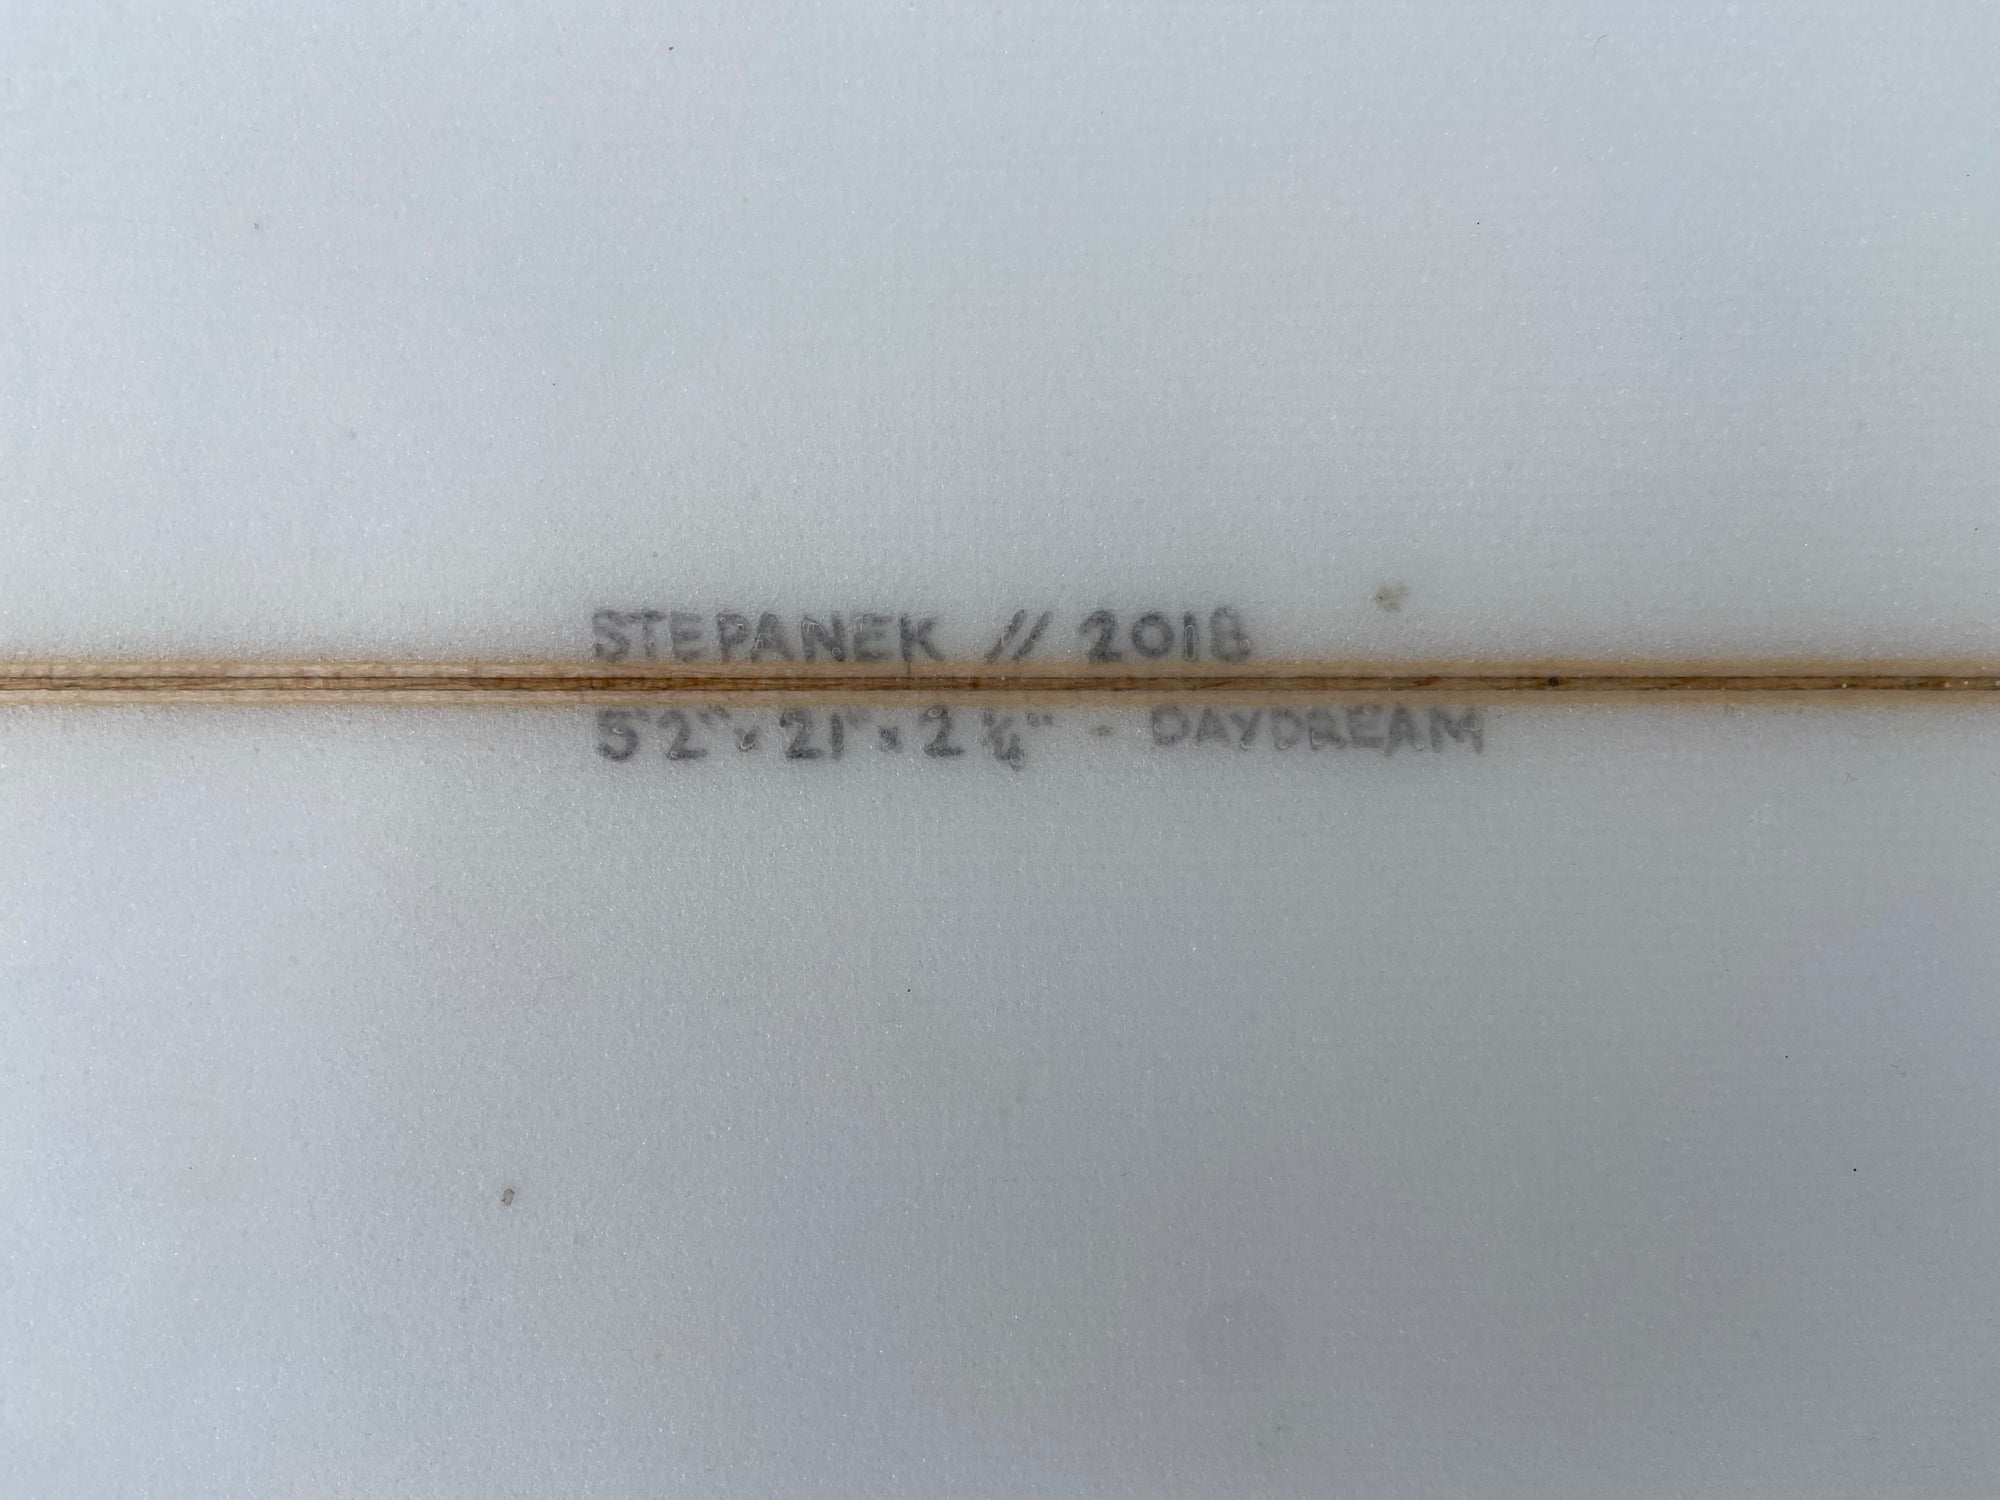 STEPANEK // 2018
5'2" x 21" x 2 ¼" - DAYDREAM